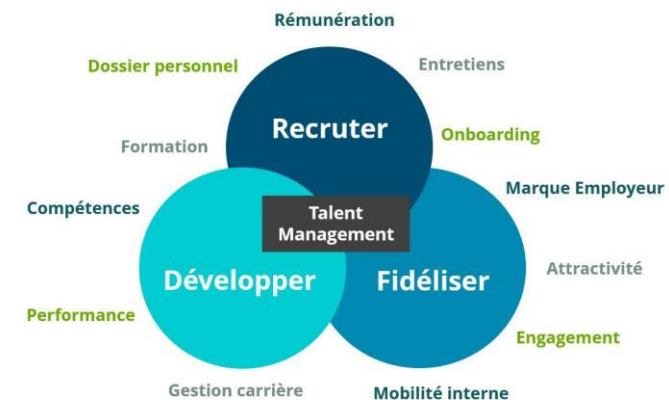 Rémunération
Dossier personnel
Entretiens
Recruter
Formation
Onboarding
Marque Employeur
Compétences
Talent
Management
Développer
Fidéliser
Attractivité
Performance
Engagement
Gestion carrière
Mobilité interne